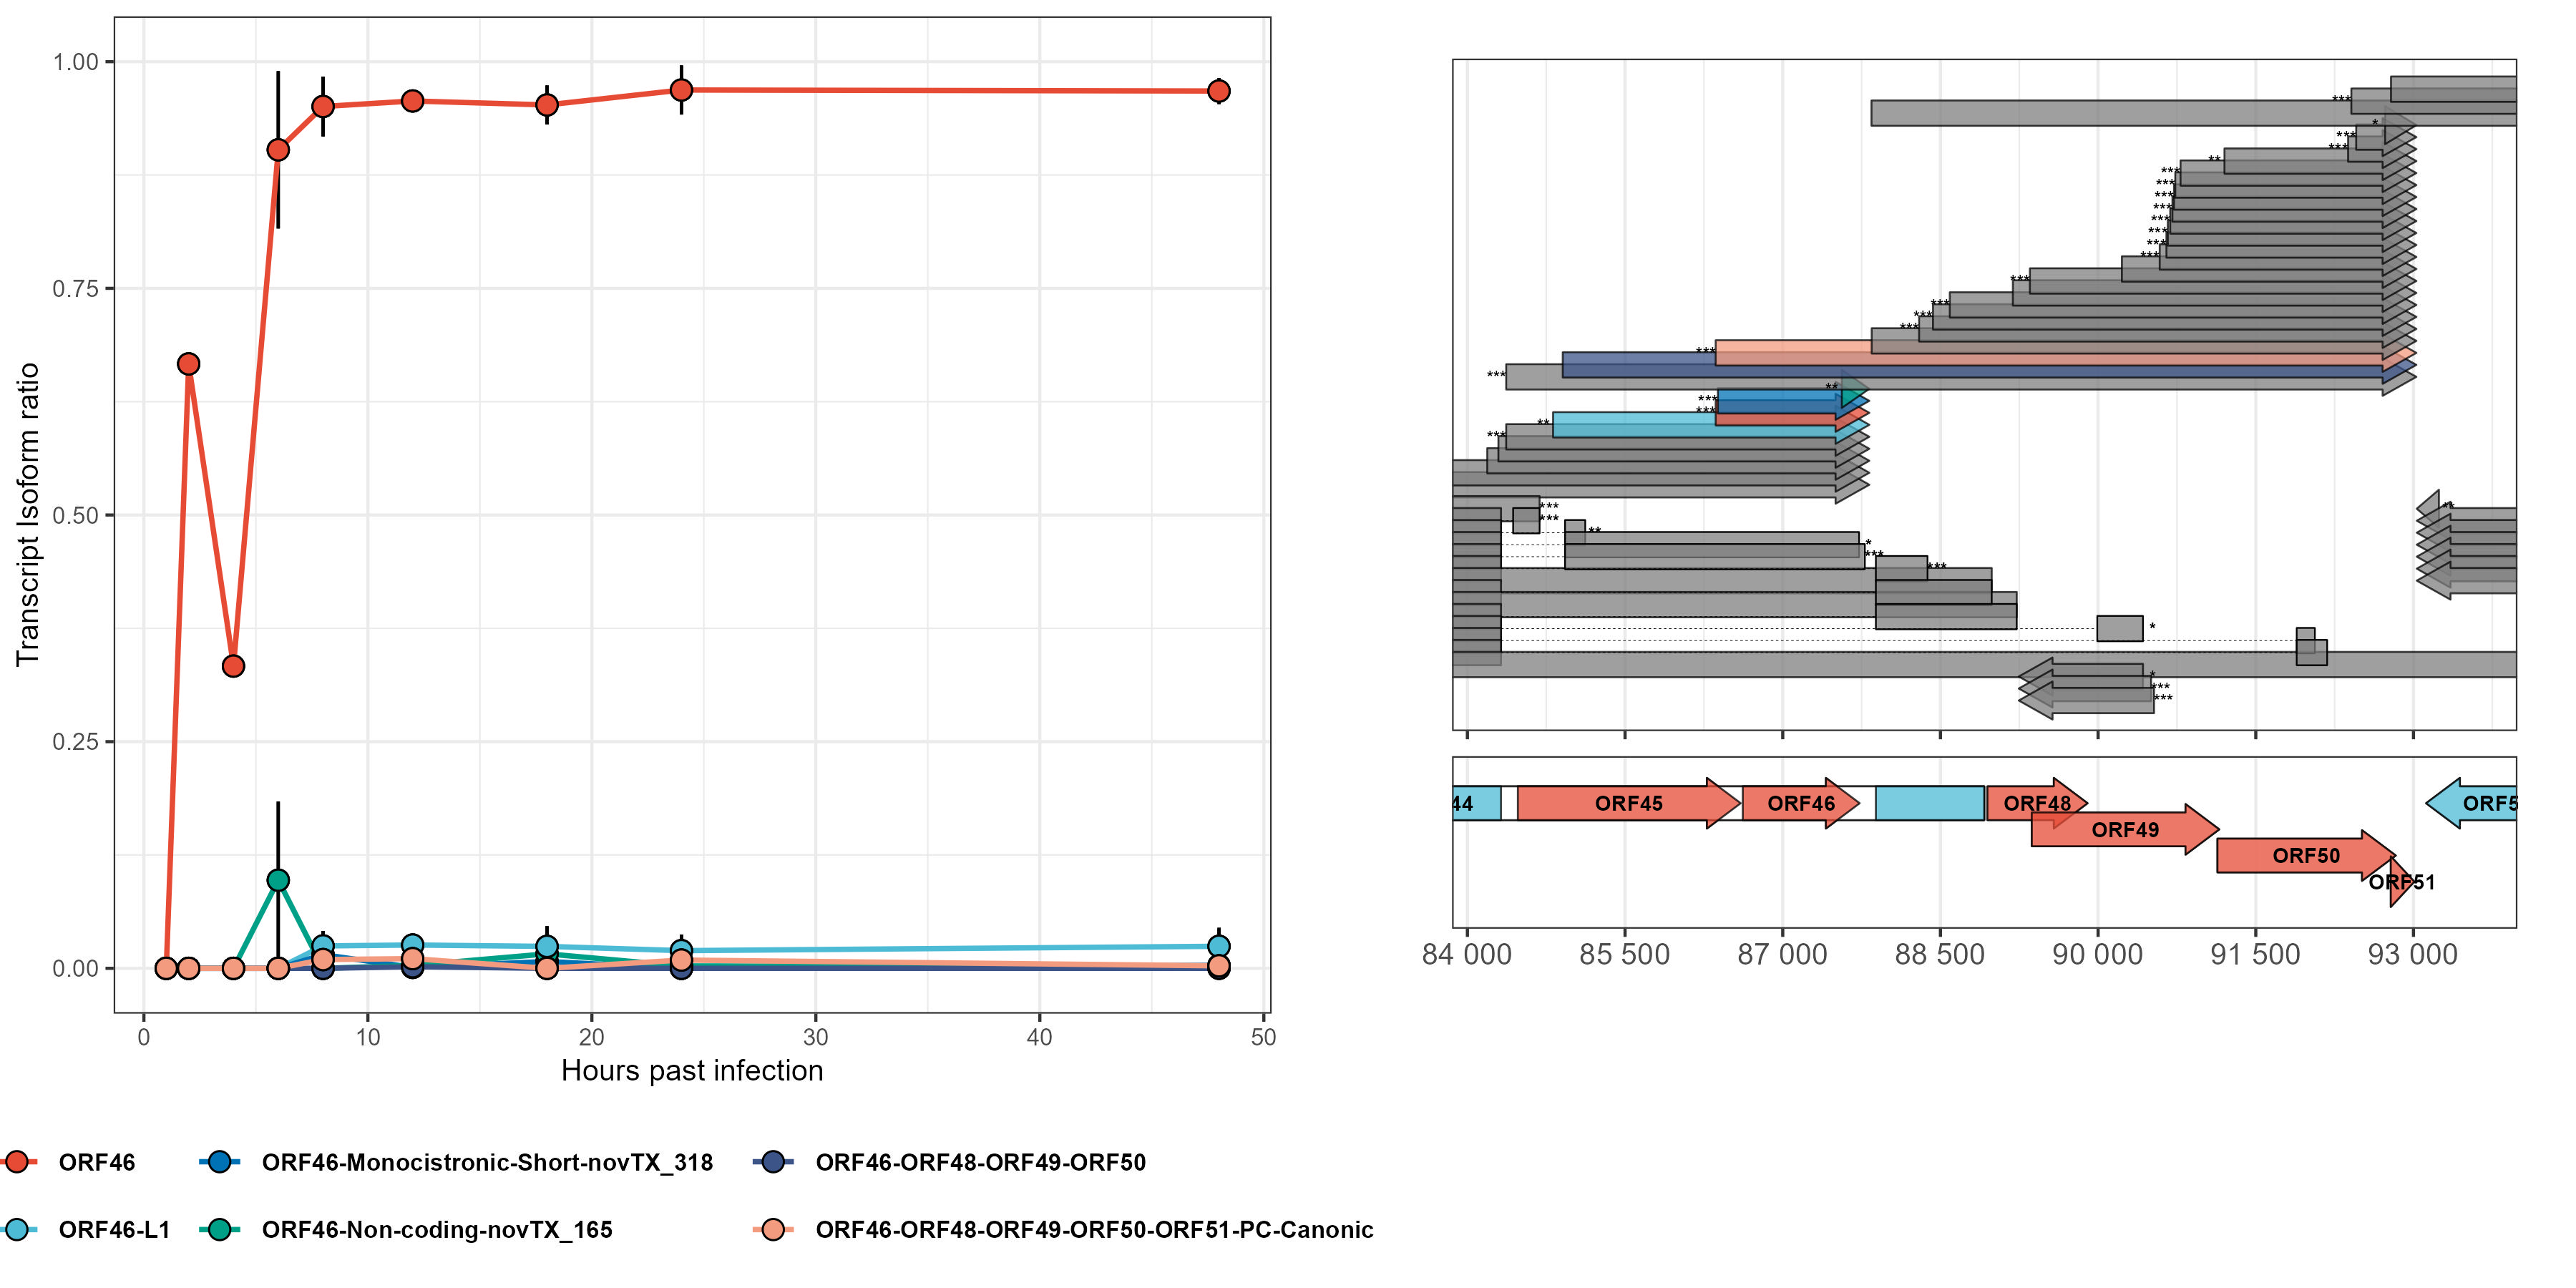 1.00
0.75
0.50
0.25
0.00
Transcript Isoform ratio
0
10
20
30
40
50
Hours past infection
ORF46
ORF46-Monocistronic-Short-novTX_318
ORF46-ORF48-ORF49-ORF50
ORF46-L1
ORF46-Non-coding-novTX_165
ORF46-ORF48-ORF49-ORF50-ORF51-PC-Canonic
44
ORF45
ORF46
ORF48
ORF49
ORF50
ORF51
ORF5
84 000
85 500
87 000
88 500
90 000
91 500
93 000